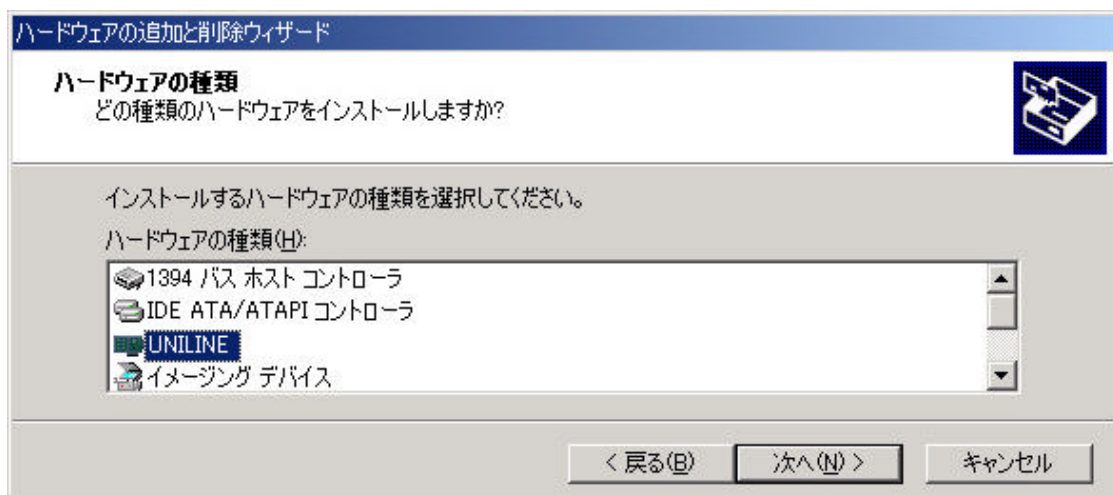 ハードウェアの追加と削除ウィザード
ハードウェアの種類
どの種類のハードウェアをインストールしますか?
インストールするハードウェアの種類を選択してください。
ハードウェアの種類(H):
1394 バス ホスト コントローラ
IDE ATA/ATAPI コントローラ
UNILINE
イメージング デバイス
< 戻る(B)
次へ(N) >
キャンセル